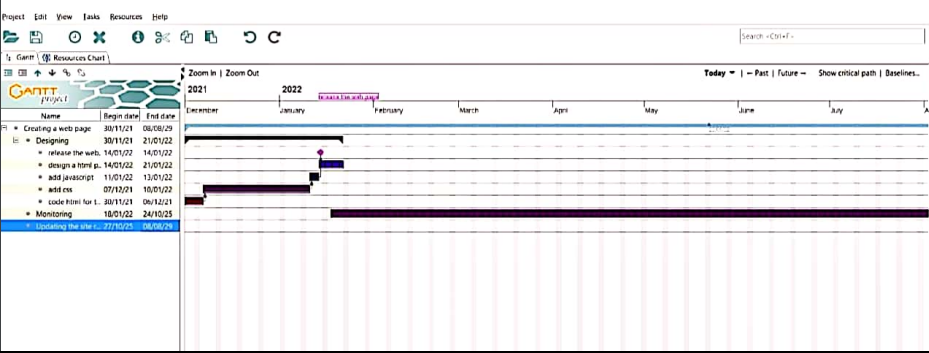 Project Edit View Tasks Resources Help
Search <Ctrl+F>
Gantt Resources Chart
Zoom In | Zoom Out
Today | ← Past | Future → Show critical path | Baselines...
GANTT project
2021 2022
release the web page
December January February March April May June July A
Name Begin date End date
Creating a web page 30/11/21 08/08/29
Designing 30/11/21 21/01/22
release the web.. 14/01/22 14/01/22
design a html p.. 14/01/22 21/01/22
add javascript 11/01/22 13/01/22
add css 07/12/21 10/01/22
code html for t.. 30/11/21 06/12/21
Monitoring 18/01/22 24/10/25
Updating the site r... 27/10/25 08/08/29